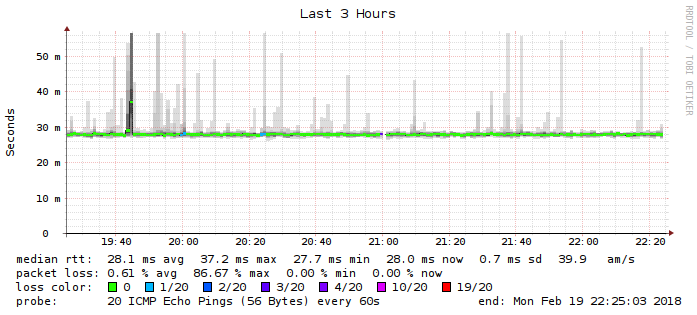 Last 3 Hours
RRDTOOL / TOBI OETIKER
Seconds
50 m
40 m
30 m
20 m
10 m
0
19:40 20:00 20:20 20:40 21:00 21:20 21:40 22:00 22:20
median rtt: 28.1 ms avg 37.2 ms max 27.7 ms min 28.0 ms now 0.7 ms sd 39.9 am/s
packet loss: 0.61 % avg 86.67 % max 0.00 % min 0.00 % now
loss color: 0 1/20 2/20 3/20 4/20 10/20 19/20
probe: 20 ICMP Echo Pings (56 Bytes) every 60s end: Mon Feb 19 22:25:03 2018